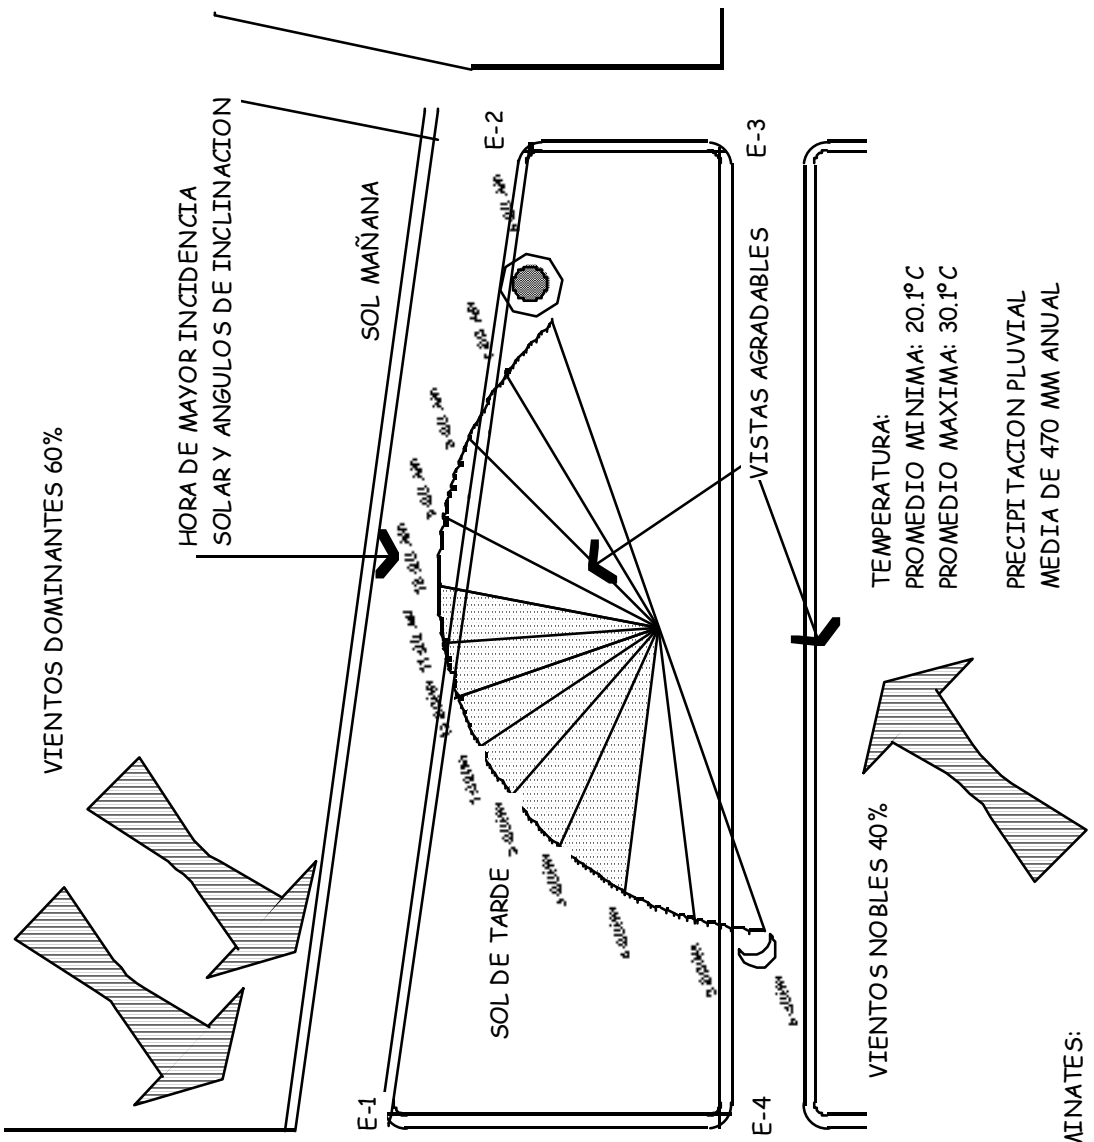 VIENTOS DOMINANTES 60%
HORA DE MAYOR INCIDENCIA
SOLAR Y ANGULOS DE INCLINACION
SOL MAÑANA
E-1
E-2
SOL DE TARDE
E-3
E-4
VISTAS AGRADABLES
VIENTOS NOBLES 40%
TEMPERATURA:
PROMEDIO MINIMA: 20.1°C
PROMEDIO MAXIMA: 30.1°C
PRECIPITACION PLUVIAL
MEDIA DE 470 MM ANUAL
MINATES: